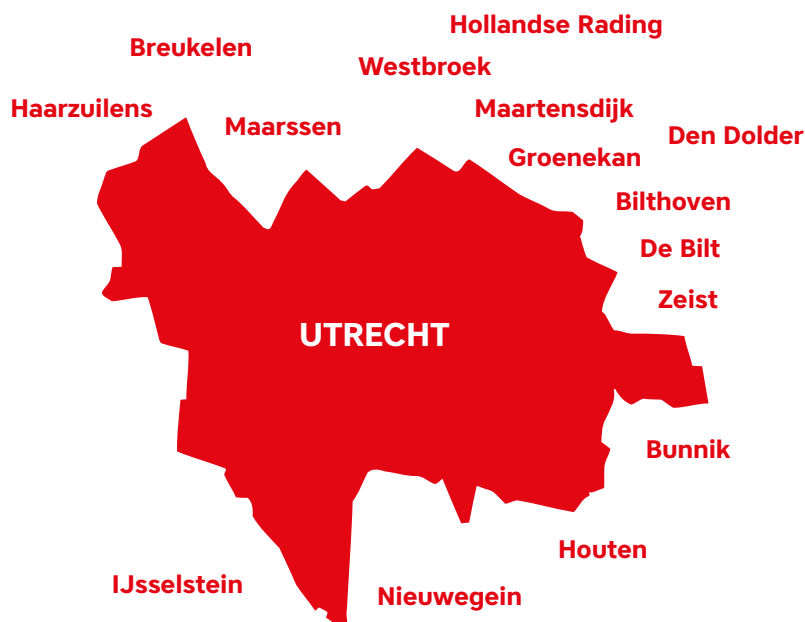 Hollandse Rading
Breukelen
Westbroek
Haarzuilens
Maarssen
Maartensdijk
Den Dolder
Groenekan
Bilthoven
De Bilt
Zeist
UTRECHT
Bunnik
Houten
IJsselstein
Nieuwegein